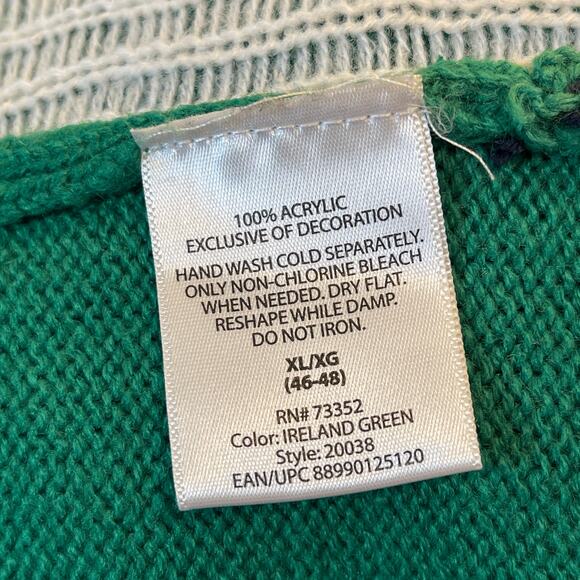 100% ACRYLIC
EXCLUSIVE OF DECORATION
HAND WASH COLD SEPARATELY.
ONLY NON-CHLORINE BLEACH
WHEN NEEDED. DRY FLAT.
RESHAPE WHILE DAMP.
DO NOT IRON.
XL/XG
(46-48)
RN# 73352
Color: IRELAND GREEN
Style: 20038
EAN/UPC 88990125120